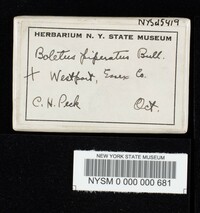 NYSd5419
HERBARIUM N. Y. STATE MUSEUM
Boletus piperatus Bull.
+ Westport, Essex Co.
C. H. Peck Oct.
NEW YORK STATE MUSEUM
NYSM 0 000 000 681